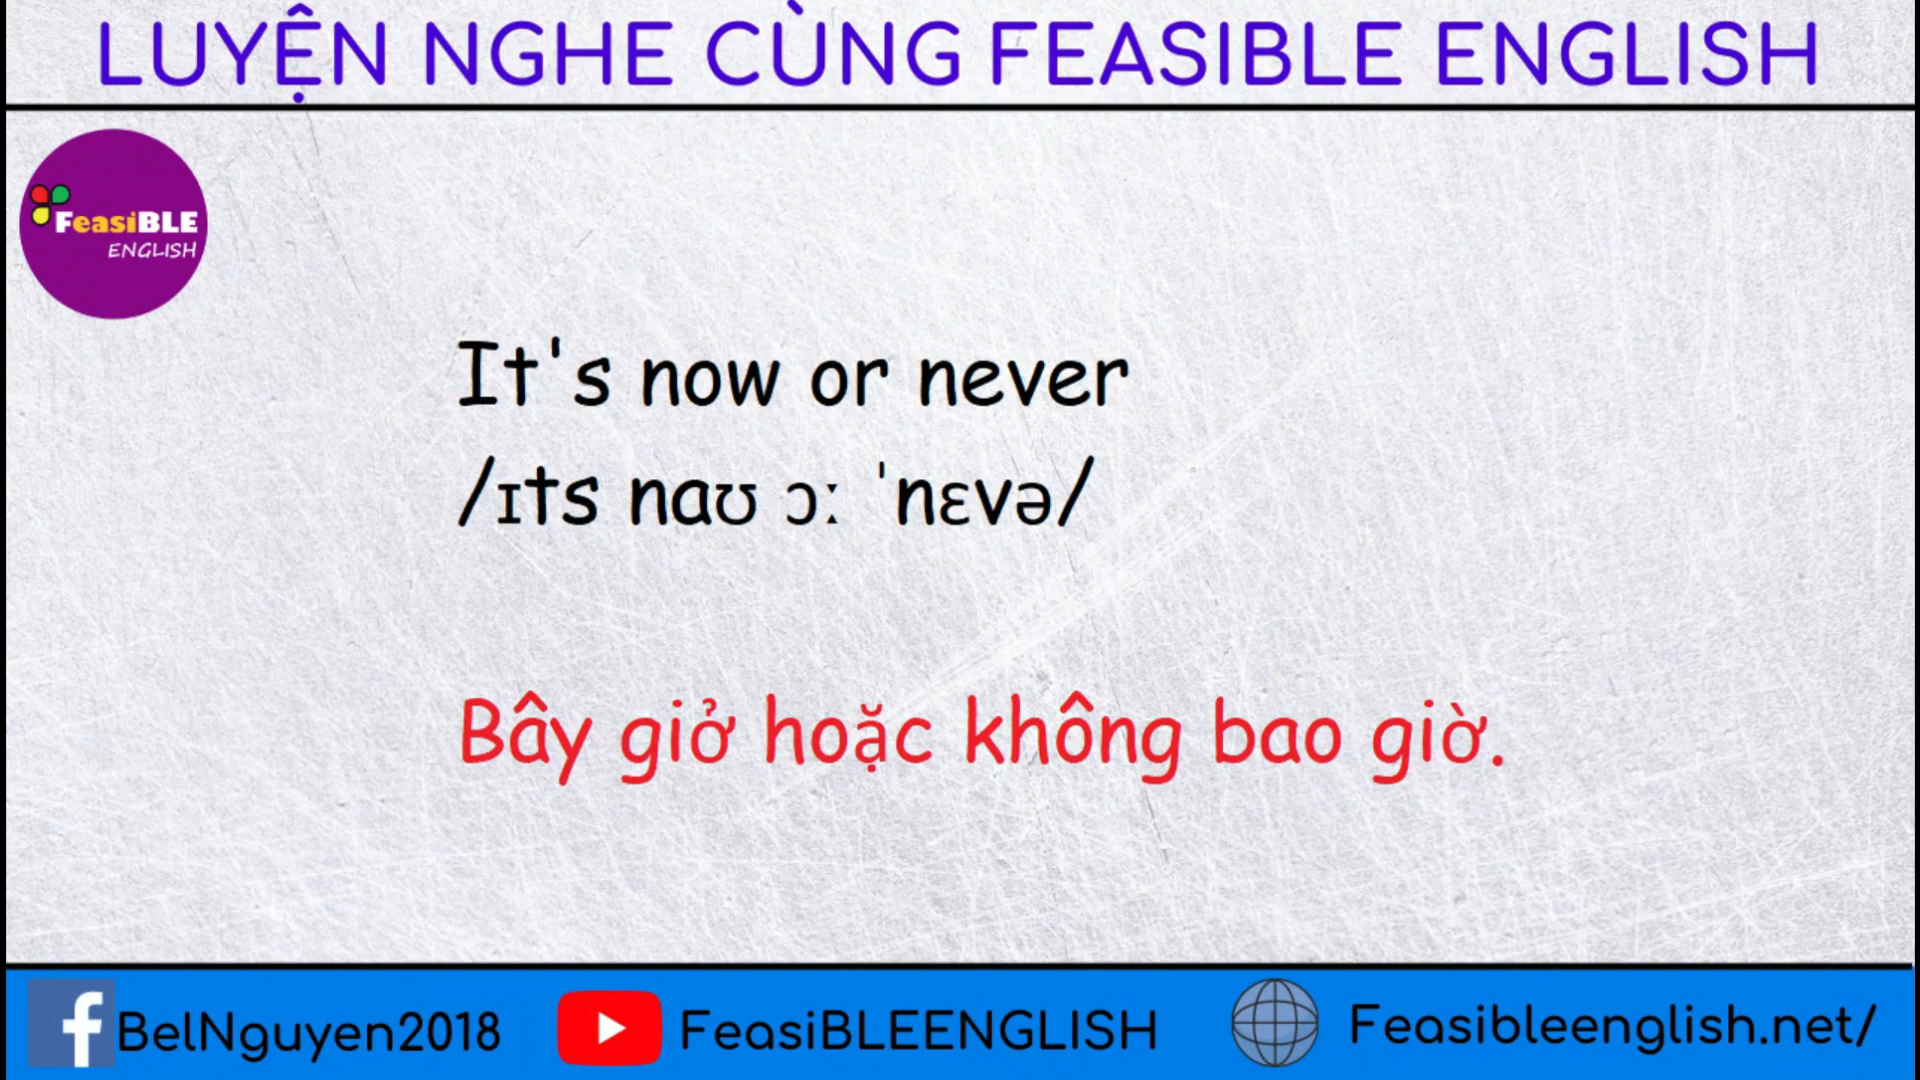 LUYỆN NGHE CÙNG FEASIBLE ENGLISH
FeasiBLE
ENGLISH
It's now or never
/ɪts naʊ ɔː ˈnɛvə/
Bây giở hoặc không bao giờ.
BelNguyen2018
FeasiBLEENGLISH
Feasibleenglish.net/